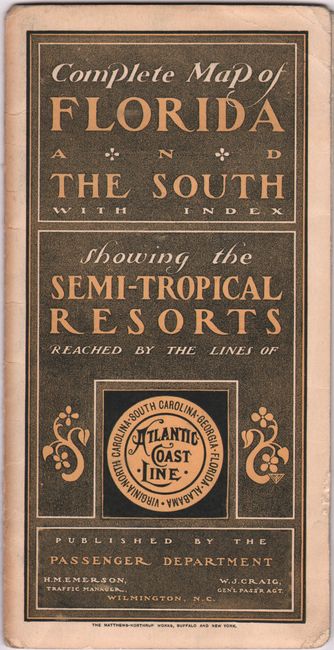 Complete Map of
FLORIDA
AND
THE SOUTH
WITH INDEX
showing the
SEMI-TROPICAL
RESORTS
REACHED BY THE LINES OF
VIRGINIA·NORTH CAROLINA·SOUTH CAROLINA·GEORGIA·FLORIDA·ALABAMA·
ATLANTIC
COAST
LINE·
PUBLISHED BY THE
PASSENGER DEPARTMENT
H.M.EMERSON,
TRAFFIC MANAGER,
W.J.CRAIG,
GEN'L PASS'R AGT.
WILMINGTON, N.C.
THE MATTHEWS-NORTHRUP WORKS, BUFFALO AND NEW YORK.